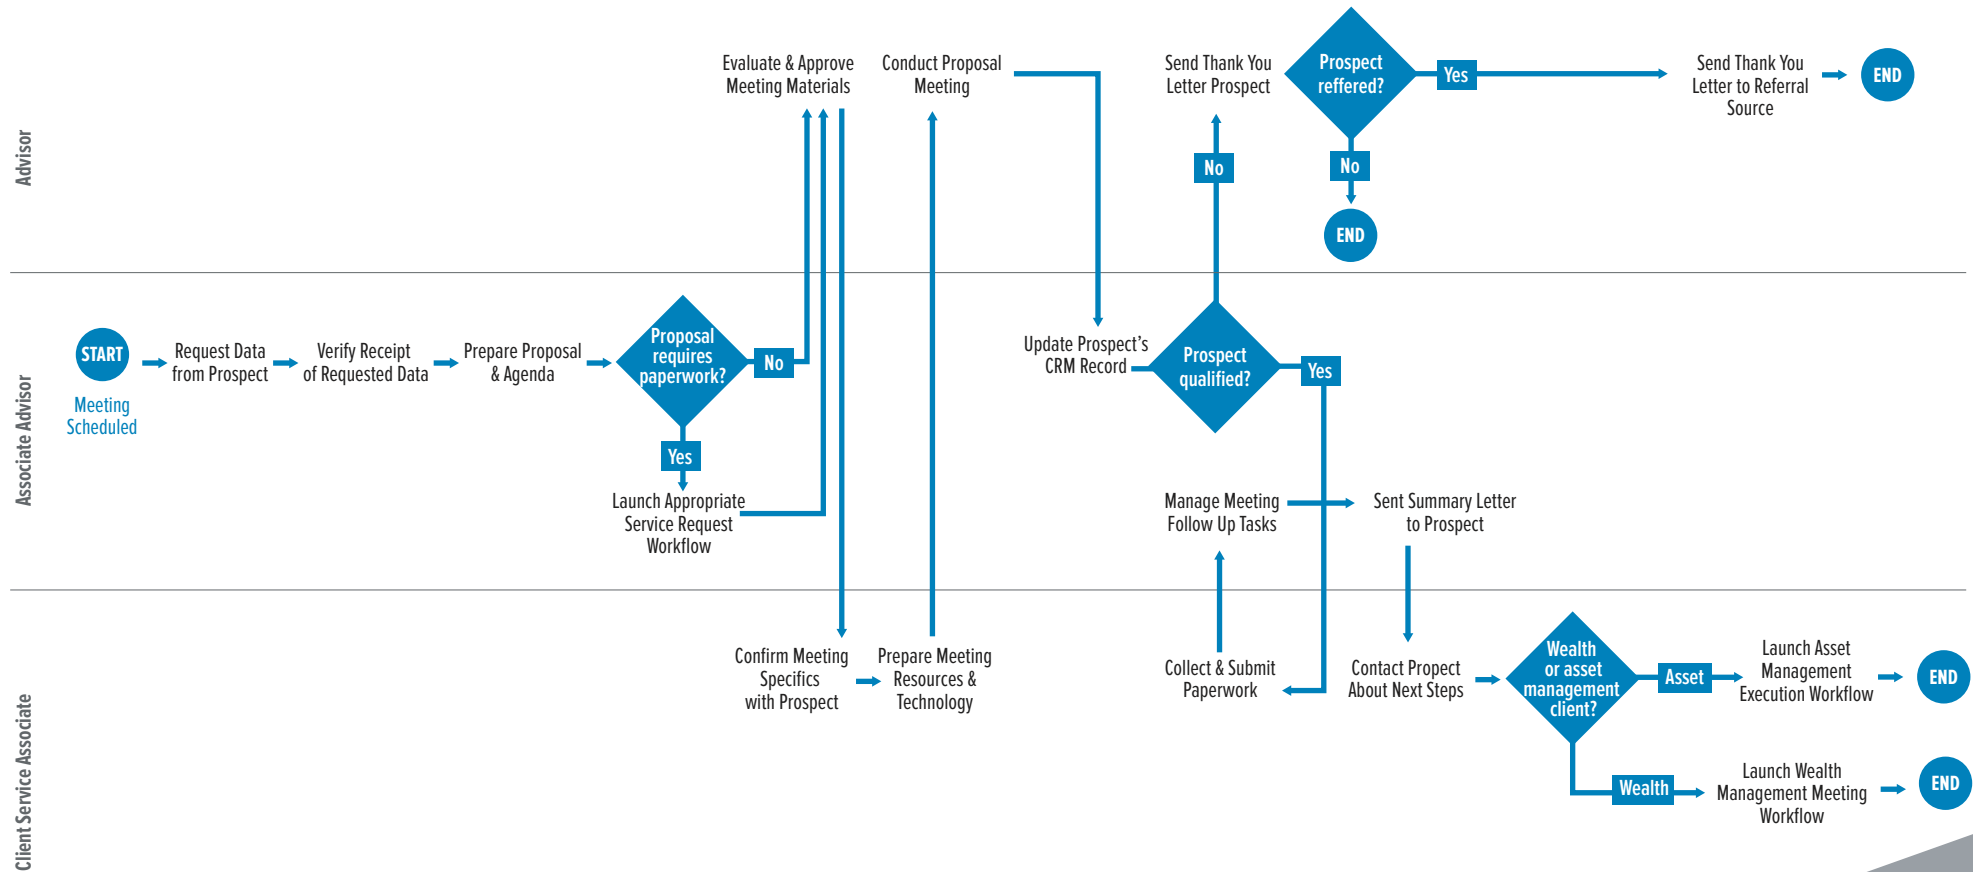 Advisor
Evaluate & Approve
Meeting Materials
Conduct Proposal
Meeting
Send Thank You
Letter Prospect
Prospect
reffered?
Yes
Send Thank You
Letter to Referral
Source
END
No
No
END
Associate Advisor
START
Meeting
Scheduled
Request Data
from Prospect
Verify Receipt
of Requested Data
Prepare Proposal
& Agenda
Proposal
requires
paperwork?
No
Yes
Launch Appropriate
Service Request
Workflow
Update Prospect's
CRM Record
Prospect
qualified?
Yes
Manage Meeting
Follow Up Tasks
Sent Summary Letter
to Prospect
Client Service Associate
Confirm Meeting
Specifics
with Prospect
Prepare Meeting
Resources &
Technology
Collect & Submit
Paperwork
Contact Propect
About Next Steps
Wealth
or asset
management
client?
Asset
Launch Asset
Management
Execution Workflow
END
Wealth
Launch Wealth
Management Meeting
Workflow
END